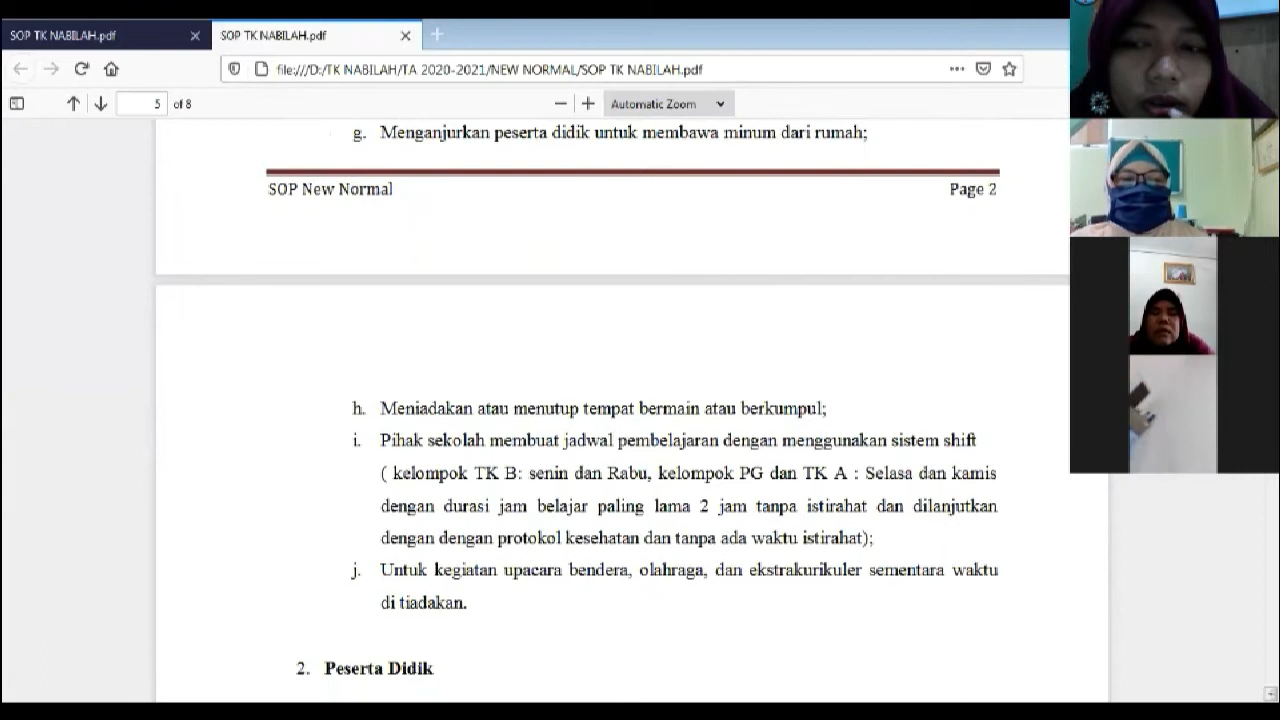 SOP TK NABILAH.pdf
SOP TK NABILAH.pdf
file:///D:/TK NABILAH/TA 2020-2021/NEW NORMAL/SOP TK NABILAH.pdf
5 of 8
Automatic Zoom
g. Menganjurkan peserta didik untuk membawa minum dari rumah;
SOP New Normal Page 2
h. Meniadakan atau menutup tempat bermain atau berkumpul;
i. Pihak sekolah membuat jadwal pembelajaran dengan menggunakan sistem shift
( kelompok TK B: senin dan Rabu, kelompok PG dan TK A : Selasa dan kamis
dengan durasi jam belajar paling lama 2 jam tanpa istirahat dan dilanjutkan
dengan dengan protokol kesehatan dan tanpa ada waktu istirahat);
j. Untuk kegiatan upacara bendera, olahraga, dan ekstrakurikuler sementara waktu
di tiadakan.
2. Peserta Didik